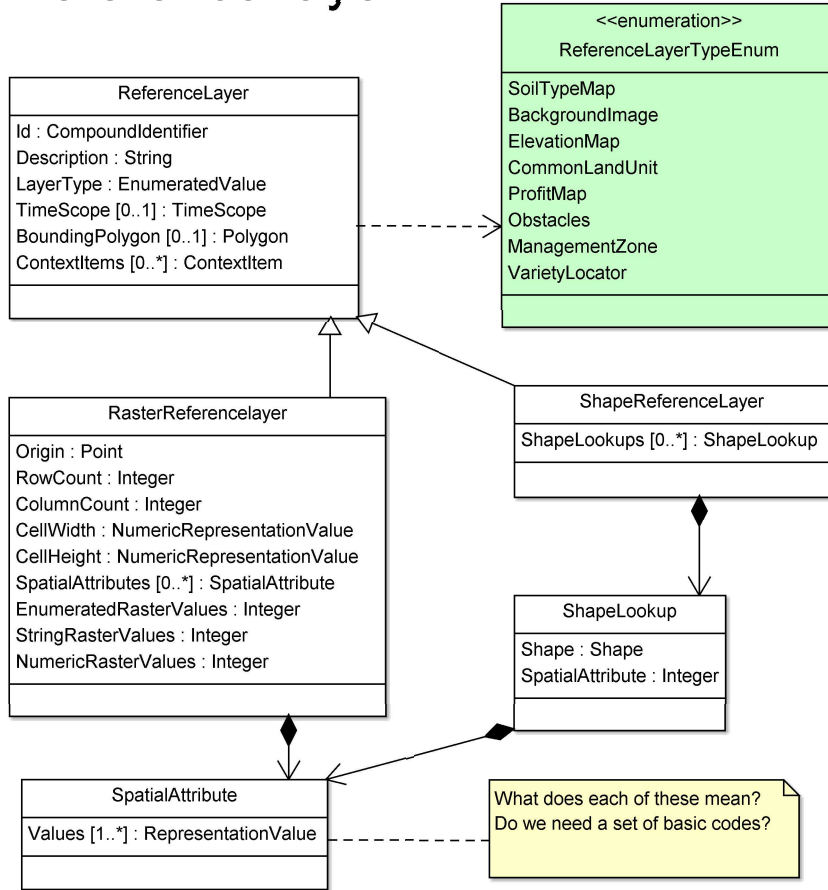 <<enumeration>>
ReferenceLayerTypeEnum
SoilTypeMap
BackgroundImage
ElevationMap
CommonLandUnit
ProfitMap
Obstacles
ManagementZone
VarietyLocator
ReferenceLayer
Id : CompoundIdentifier
Description : String
LayerType : EnumeratedValue
TimeScope [0..1] : TimeScope
BoundingPolygon [0..1] : Polygon
ContextItems [0..*] : ContextItem
RasterReferencelayer
Origin : Point
RowCount : Integer
ColumnCount : Integer
CellWidth : NumericRepresentationValue
CellHeight : NumericRepresentationValue
SpatialAttributes [0..*] : SpatialAttribute
EnumeratedRasterValues : Integer
StringRasterValues : Integer
NumericRasterValues : Integer
ShapeReferenceLayer
ShapeLookups [0..*] : ShapeLookup
ShapeLookup
Shape : Shape
SpatialAttribute : Integer
SpatialAttribute
Values [1..*] : RepresentationValue
What does each of these mean?
Do we need a set of basic codes?